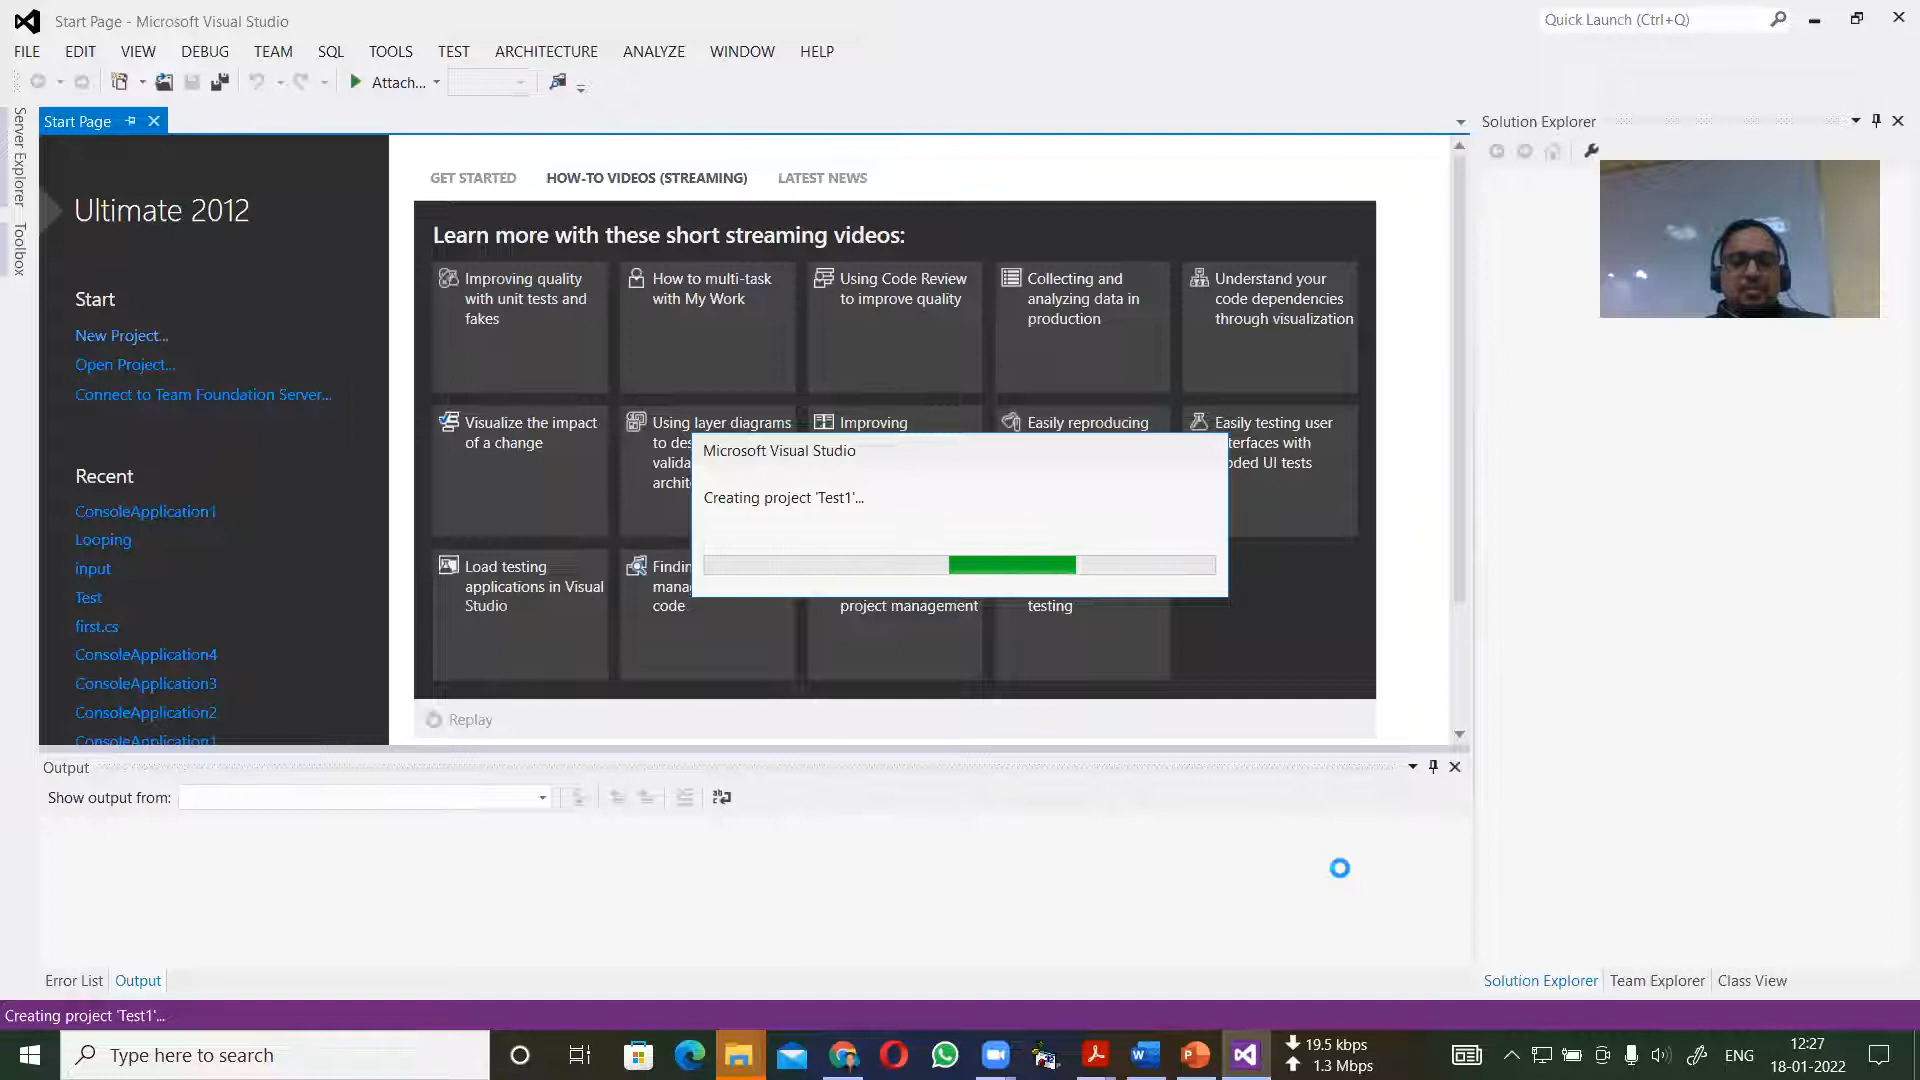 Start Page - Microsoft Visual Studio
Quick Launch (Ctrl+Q)
FILE EDIT VIEW DEBUG TEAM SQL TOOLS TEST ARCHITECTURE ANALYZE WINDOW HELP
Attach...
Server Explorer
Toolbox
Start Page
Solution Explorer
Ultimate 2012
Start
New Project...
Open Project...
Connect to Team Foundation Server...
Recent
ConsoleApplication1
Looping
input
Test
first.cs
ConsoleApplication4
ConsoleApplication3
ConsoleApplication2
ConsoleApplication1
GET STARTED HOW-TO VIDEOS (STREAMING) LATEST NEWS
Learn more with these short streaming videos:
Improving quality
with unit tests and
fakes
How to multi-task
with My Work
Using Code Review
to improve quality
Collecting and
analyzing data in
production
Understand your
code dependencies
through visualization
Visualize the impact
of a change
Using layer diagrams
to
Improving
Easily reproducing
Easily testing user
with
UI tests
Load testing
applications in Visual
Studio
code
project management
testing
Replay
Microsoft Visual Studio
Creating project 'Test1'...
Output
Show output from:
Error List Output
Solution Explorer Team Explorer Class View
Creating project 'Test1'...
Type here to search
19.5 kbps
1.3 Mbps
ENG
12:27
18-01-2022